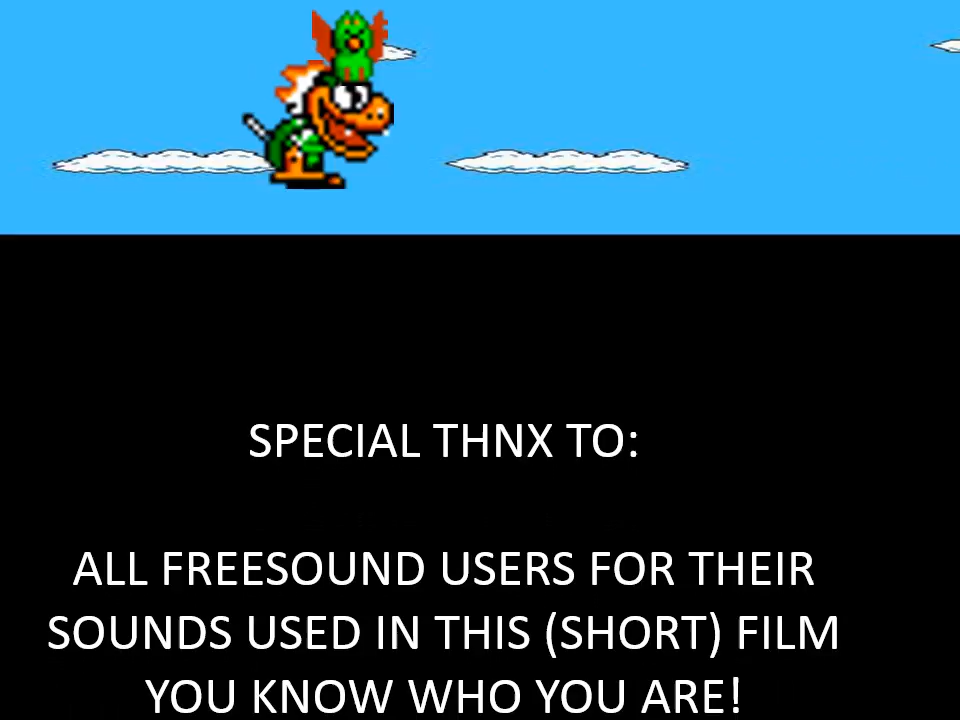 SPECIAL THNX TO:
ALL FREESOUND USERS FOR THEIR
SOUNDS USED IN THIS (SHORT) FILM
YOU KNOW WHO YOU ARE!